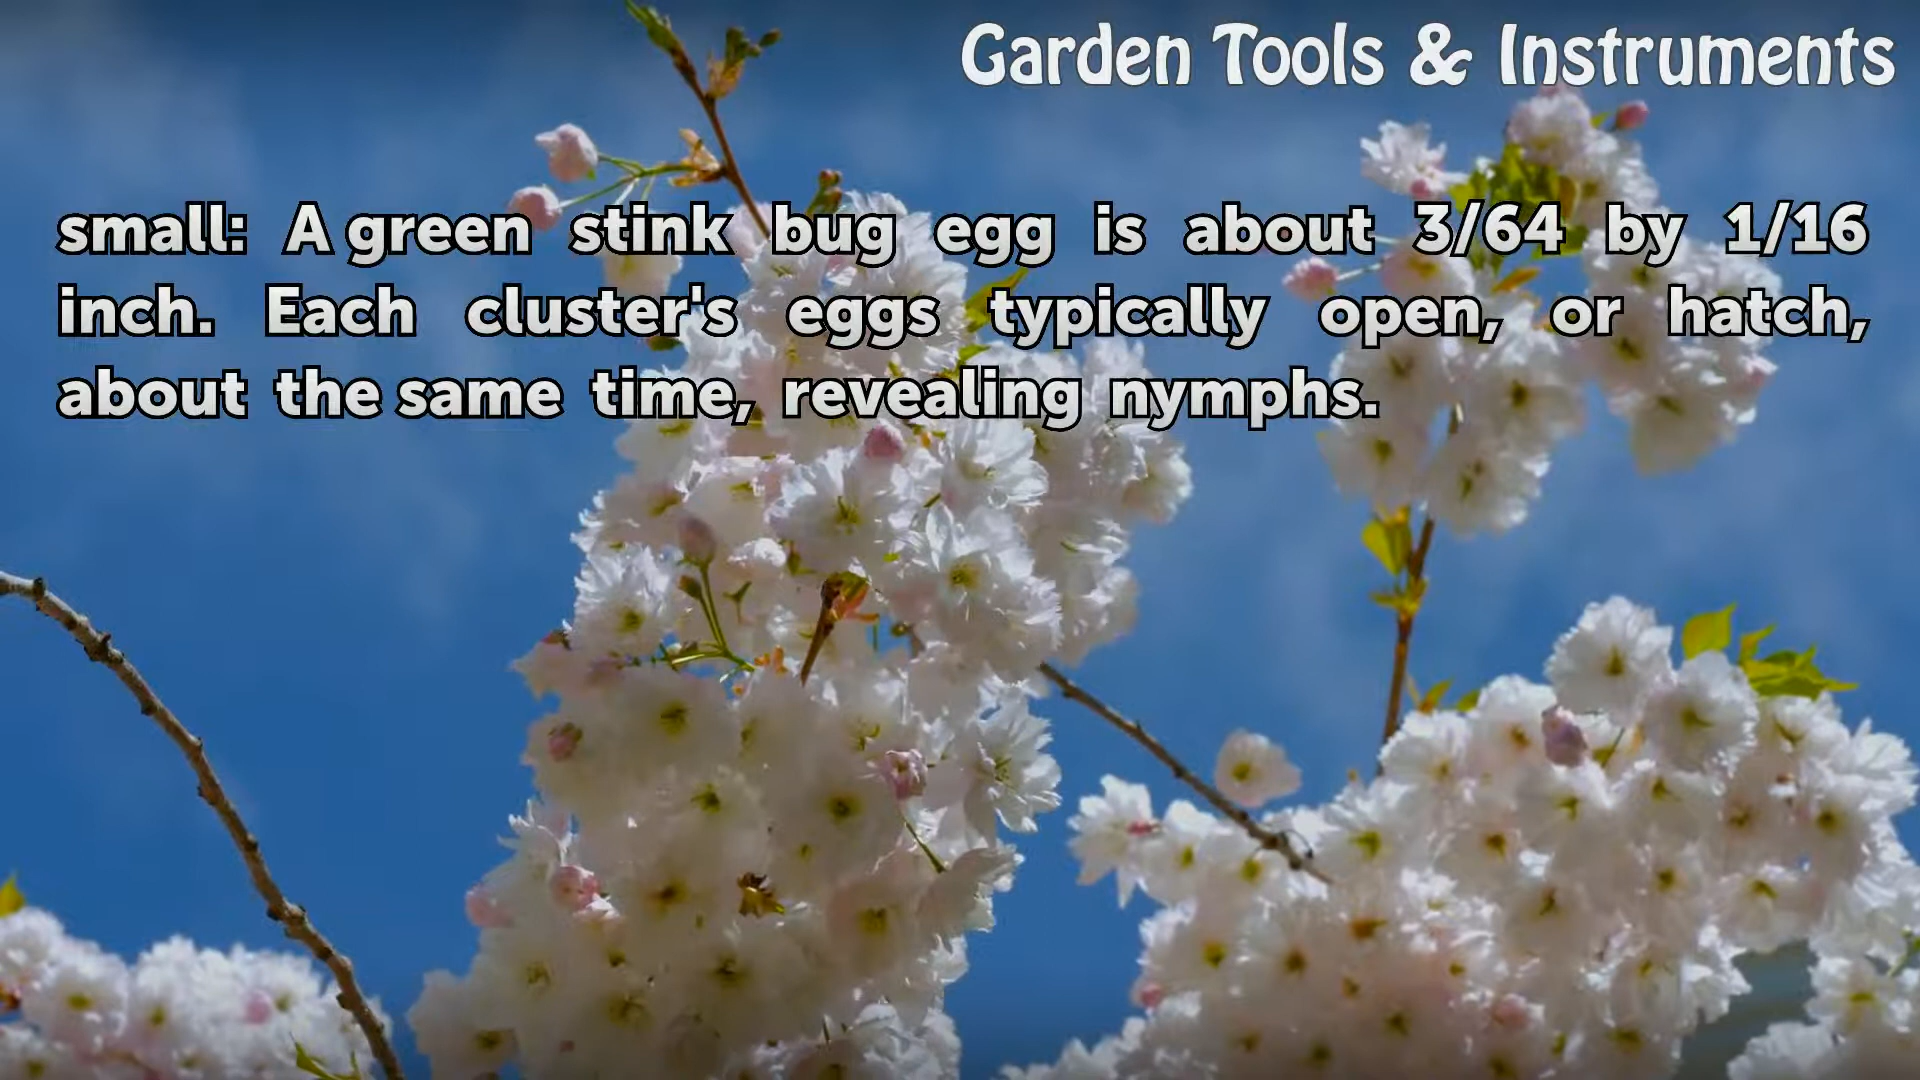 Garden Tools & Instruments
small: A green stink bug egg is about 3/64 by 1/16
inch. Each cluster's eggs typically open, or hatch,
about the same time, revealing nymphs.